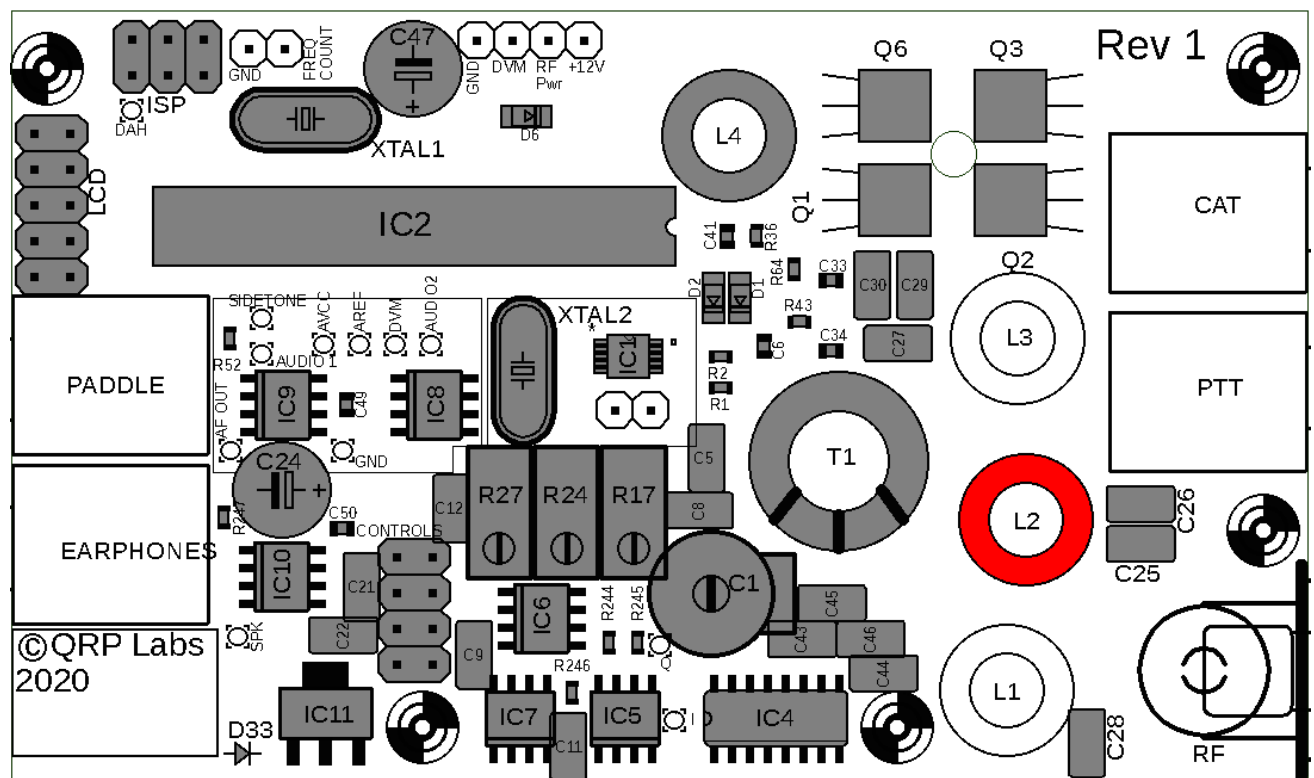 C47
Q6
Q3
Rev 1
GND
FREQ
COUNT
GND
DVM
RF
Pwr
+12V
ISP
DAH
XTAL1
D6
L4
LCD
IC2
CAT
Q1
C41
R36
R64
C33
Q2
D2
D1
C30
C29
SIDETONE
AVCC
AREF
DVM
AUDIO2
XTAL2
*
R43
L3
R52
AUDIO1
IC1
C6
C34
C27
PADDLE
R2
PTT
R1
AF OUT
IC9
C49
IC8
C24
GND
C5
T1
R247
C50
CONTROLS
C12
R27
R24
R17
C8
L2
C26
EARPHONES
C25
IC10
C21
C1
IC6
R244
R245
C45
SPK
C22
C9
Q
C43
C46
©QRP Labs
2020
R246
C44
L1
IC11
IC7
IC5
I
IC4
D33
C11
C28
RF